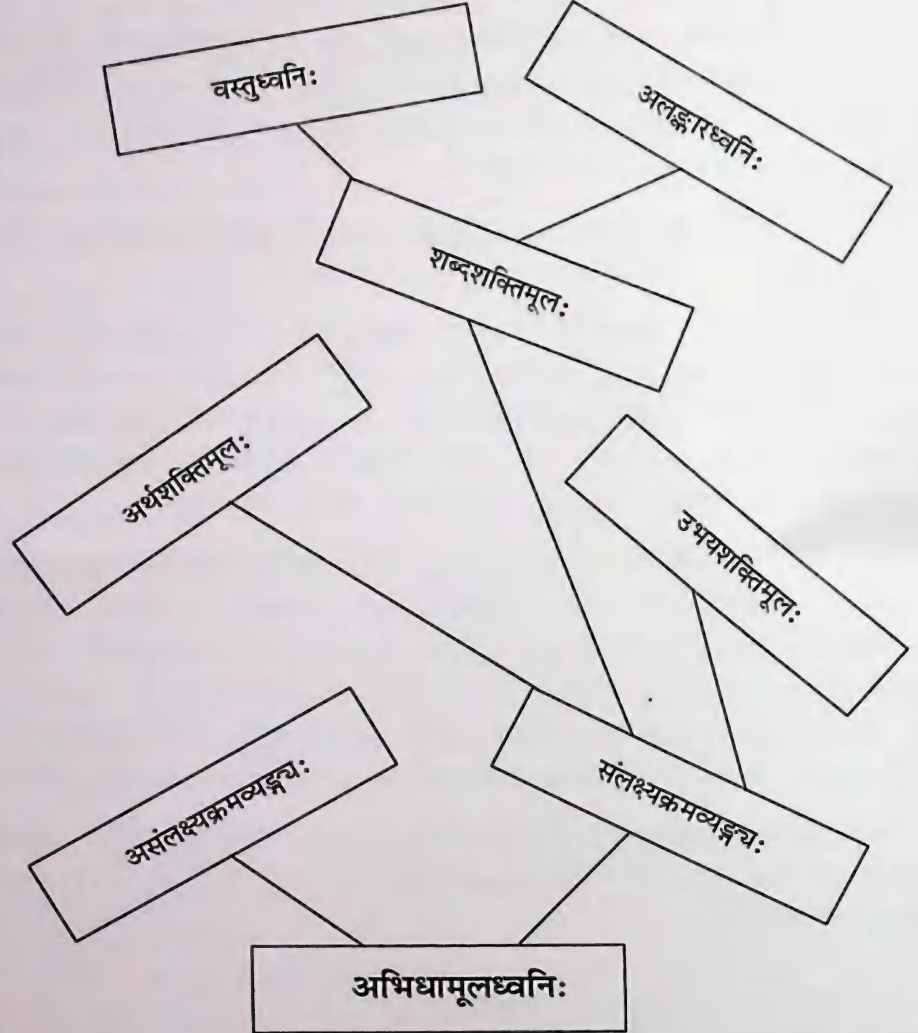 वस्तुध्वनिः
अलङ्कारध्वनिः
शब्दशक्तिमूलः
अर्थशक्तिमूलः
उभयशक्तिमूलः
असंलक्ष्यक्रमव्यङ्ग्यः
संलक्ष्यक्रमव्यङ्ग्यः
अभिधामूलध्वनिः